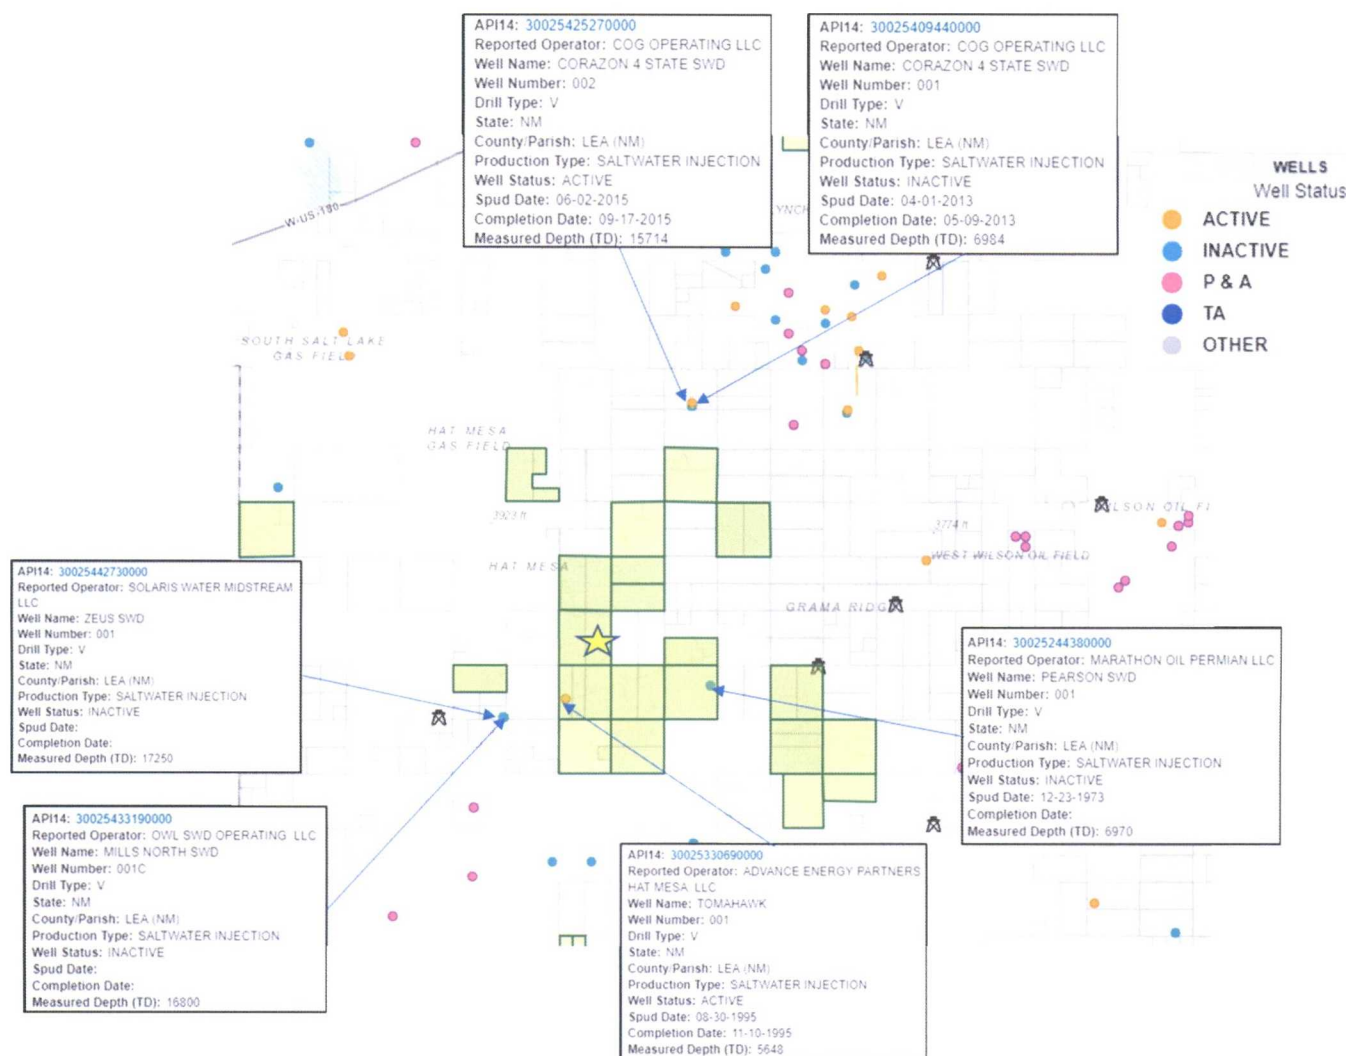 API14: 30025425270000
Reported Operator: COG OPERATING LLC
Well Name: CORAZON 4 STATE SWD
Well Number: 002
Drill Type: V
State: NM
County/Parish: LEA (NM)
Production Type: SALTWATER INJECTION
Well Status: ACTIVE
Spud Date: 06-02-2015
Completion Date: 09-17-2015
Measured Depth (TD): 15714
API14: 30025409440000
Reported Operator: COG OPERATING LLC
Well Name: CORAZON 4 STATE SWD
Well Number: 001
Drill Type: V
State: NM
County/Parish: LEA (NM)
Production Type: SALTWATER INJECTION
Well Status: INACTIVE
Spud Date: 04-01-2013
Completion Date: 05-09-2013
Measured Depth (TD): 6984
WELLS
Well Status
ACTIVE
INACTIVE
P & A
TA
OTHER
W-US-180
YNCH
SOUTH SALT LAKE
GAS FIELD
HAT MESA
GAS FIELD
3923 ft
3774 ft
ILSON OIL FI
WEST WILSON OIL FIELD
HAT MESA
GRAMA RIDGE
API14: 30025442730000
Reported Operator: SOLARIS WATER MIDSTREAM
LLC
Well Name: ZEUS SWD
Well Number: 001
Drill Type: V
State: NM
County/Parish: LEA (NM)
Production Type: SALTWATER INJECTION
Well Status: INACTIVE
Spud Date:
Completion Date:
Measured Depth (TD): 17250
API14: 30025244380000
Reported Operator: MARATHON OIL PERMIAN LLC
Well Name: PEARSON SWD
Well Number: 001
Drill Type: V
State: NM
County/Parish: LEA (NM)
Production Type: SALTWATER INJECTION
Well Status: INACTIVE
Spud Date: 12-23-1973
Completion Date:
Measured Depth (TD): 6970
API14: 30025433190000
Reported Operator: OWL SWD OPERATING LLC
Well Name: MILLS NORTH SWD
Well Number: 001C
Drill Type: V
State: NM
County/Parish: LEA (NM)
Production Type: SALTWATER INJECTION
Well Status: INACTIVE
Spud Date:
Completion Date:
Measured Depth (TD): 16800
API14: 30025330690000
Reported Operator: ADVANCE ENERGY PARTNERS
HAT MESA LLC
Well Name: TOMAHAWK
Well Number: 001
Drill Type: V
State: NM
County/Parish: LEA (NM)
Production Type: SALTWATER INJECTION
Well Status: ACTIVE
Spud Date: 08-30-1995
Completion Date: 11-10-1995
Measured Depth (TD): 5648